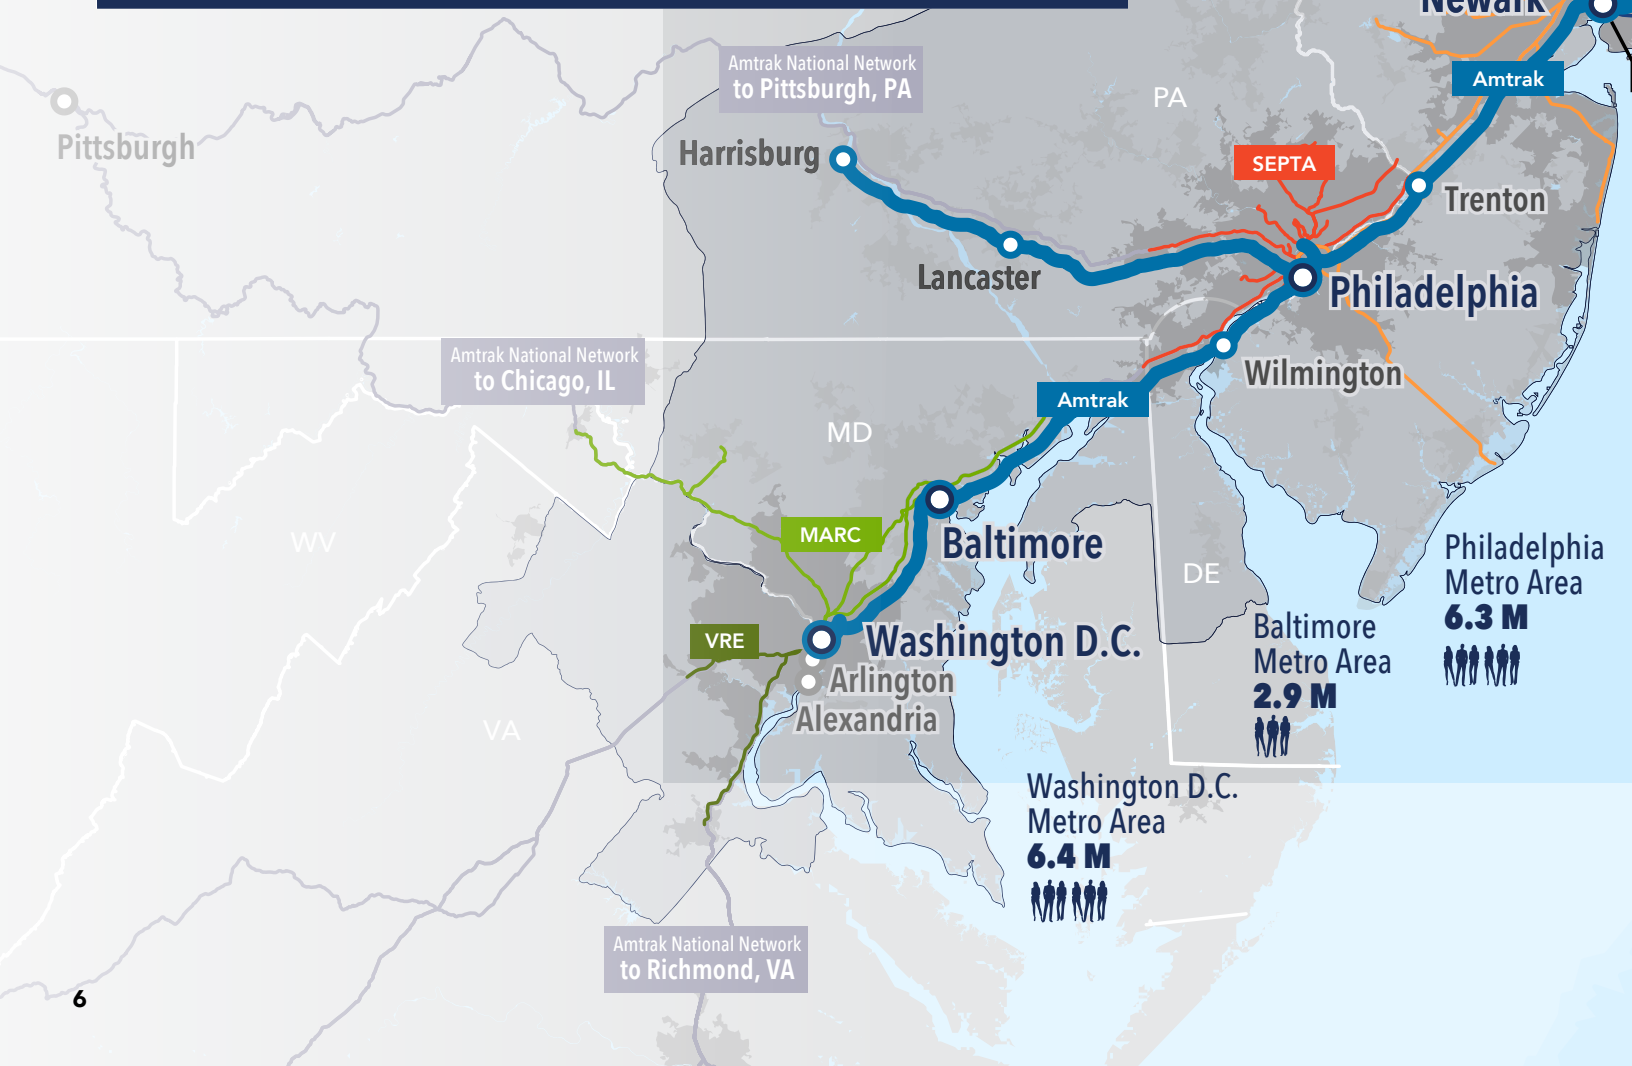 Newark
Amtrak National Network
to Pittsburgh, PA
Amtrak
PA
Pittsburgh
Harrisburg
SEPTA
Trenton
Lancaster
Philadelphia
Amtrak National Network
to Chicago, IL
Wilmington
Amtrak
MD
WV
MARC
Baltimore
DE
Philadelphia
Metro Area
6.3 M
VRE
Washington D.C.
Baltimore
Metro Area
2.9 M
Arlington
Alexandria
VA
Washington D.C.
Metro Area
6.4 M
Amtrak National Network
to Richmond, VA
6